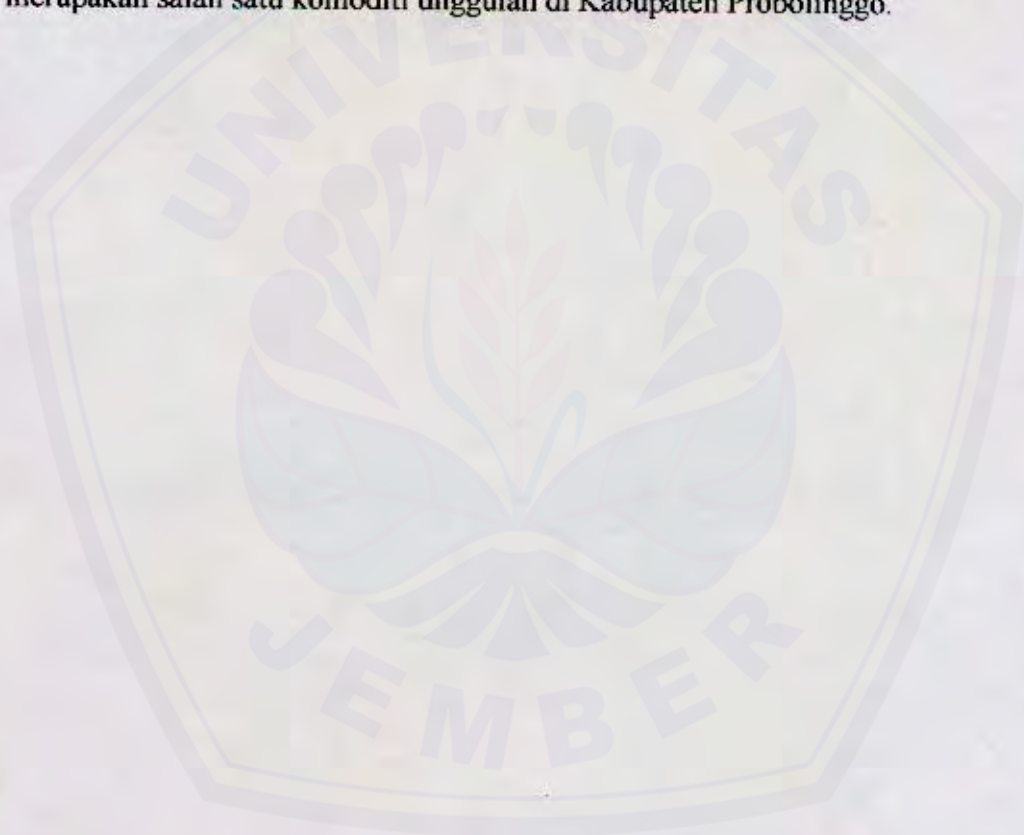 merupakan salah satu komoditi unggulan di Kabupaten Probolinggo.
UNIVERSITAS
JEMBER